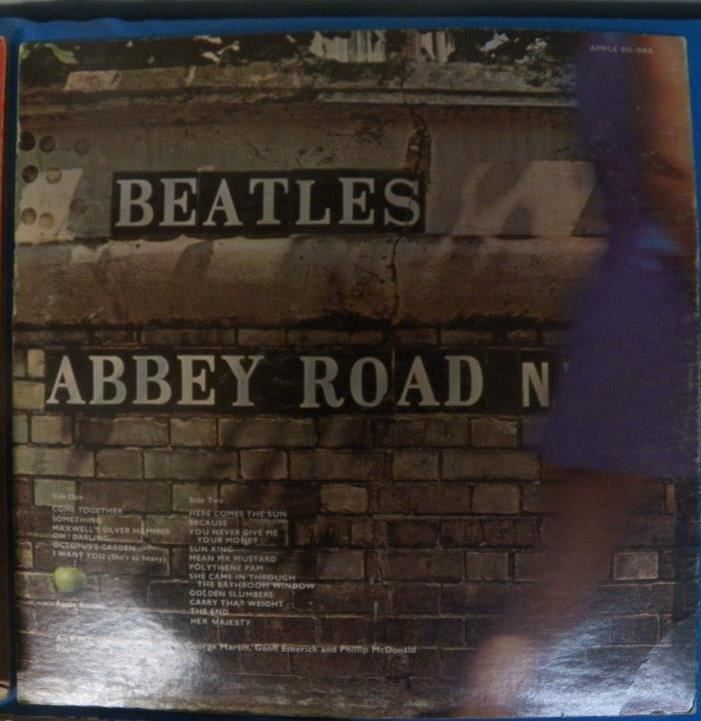 APPLE SO-383
BEATLES
ABBEY ROAD N
Side One
COME TOGETHER
SOMETHING
MAXWELL'S SILVER HAMMER
OH! DARLING
OCTOPUS'S GARDEN
I WANT YOU (She's so heavy)
Side Two
HERE COMES THE SUN
BECAUSE
YOU NEVER GIVE ME
YOUR MONEY
SUN KING
MEAN MR MUSTARD
POLYTHENE PAM
SHE CAME IN THROUGH
THE BATHROOM WINDOW
GOLDEN SLUMBERS
CARRY THAT WEIGHT
THE END
HER MAJESTY
George Martin, Geoff Emerick and Phillip McDonald